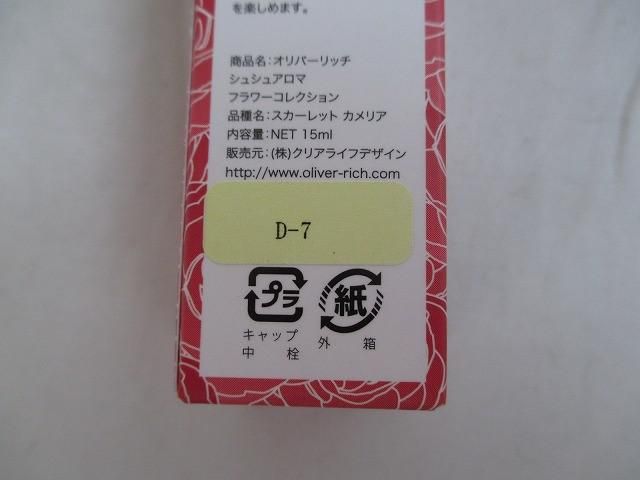 を楽しめます。
商品名：オリバーリッチ
シュシュアロマ
フラワーコレクション
品種名：スカーレット カメリア
内容量：NET 15ml
販売元：(株)クリアライフデザイン
http://www.oliver-rich.com
D-7
プラ
紙
キャップ
中 栓
外 箱